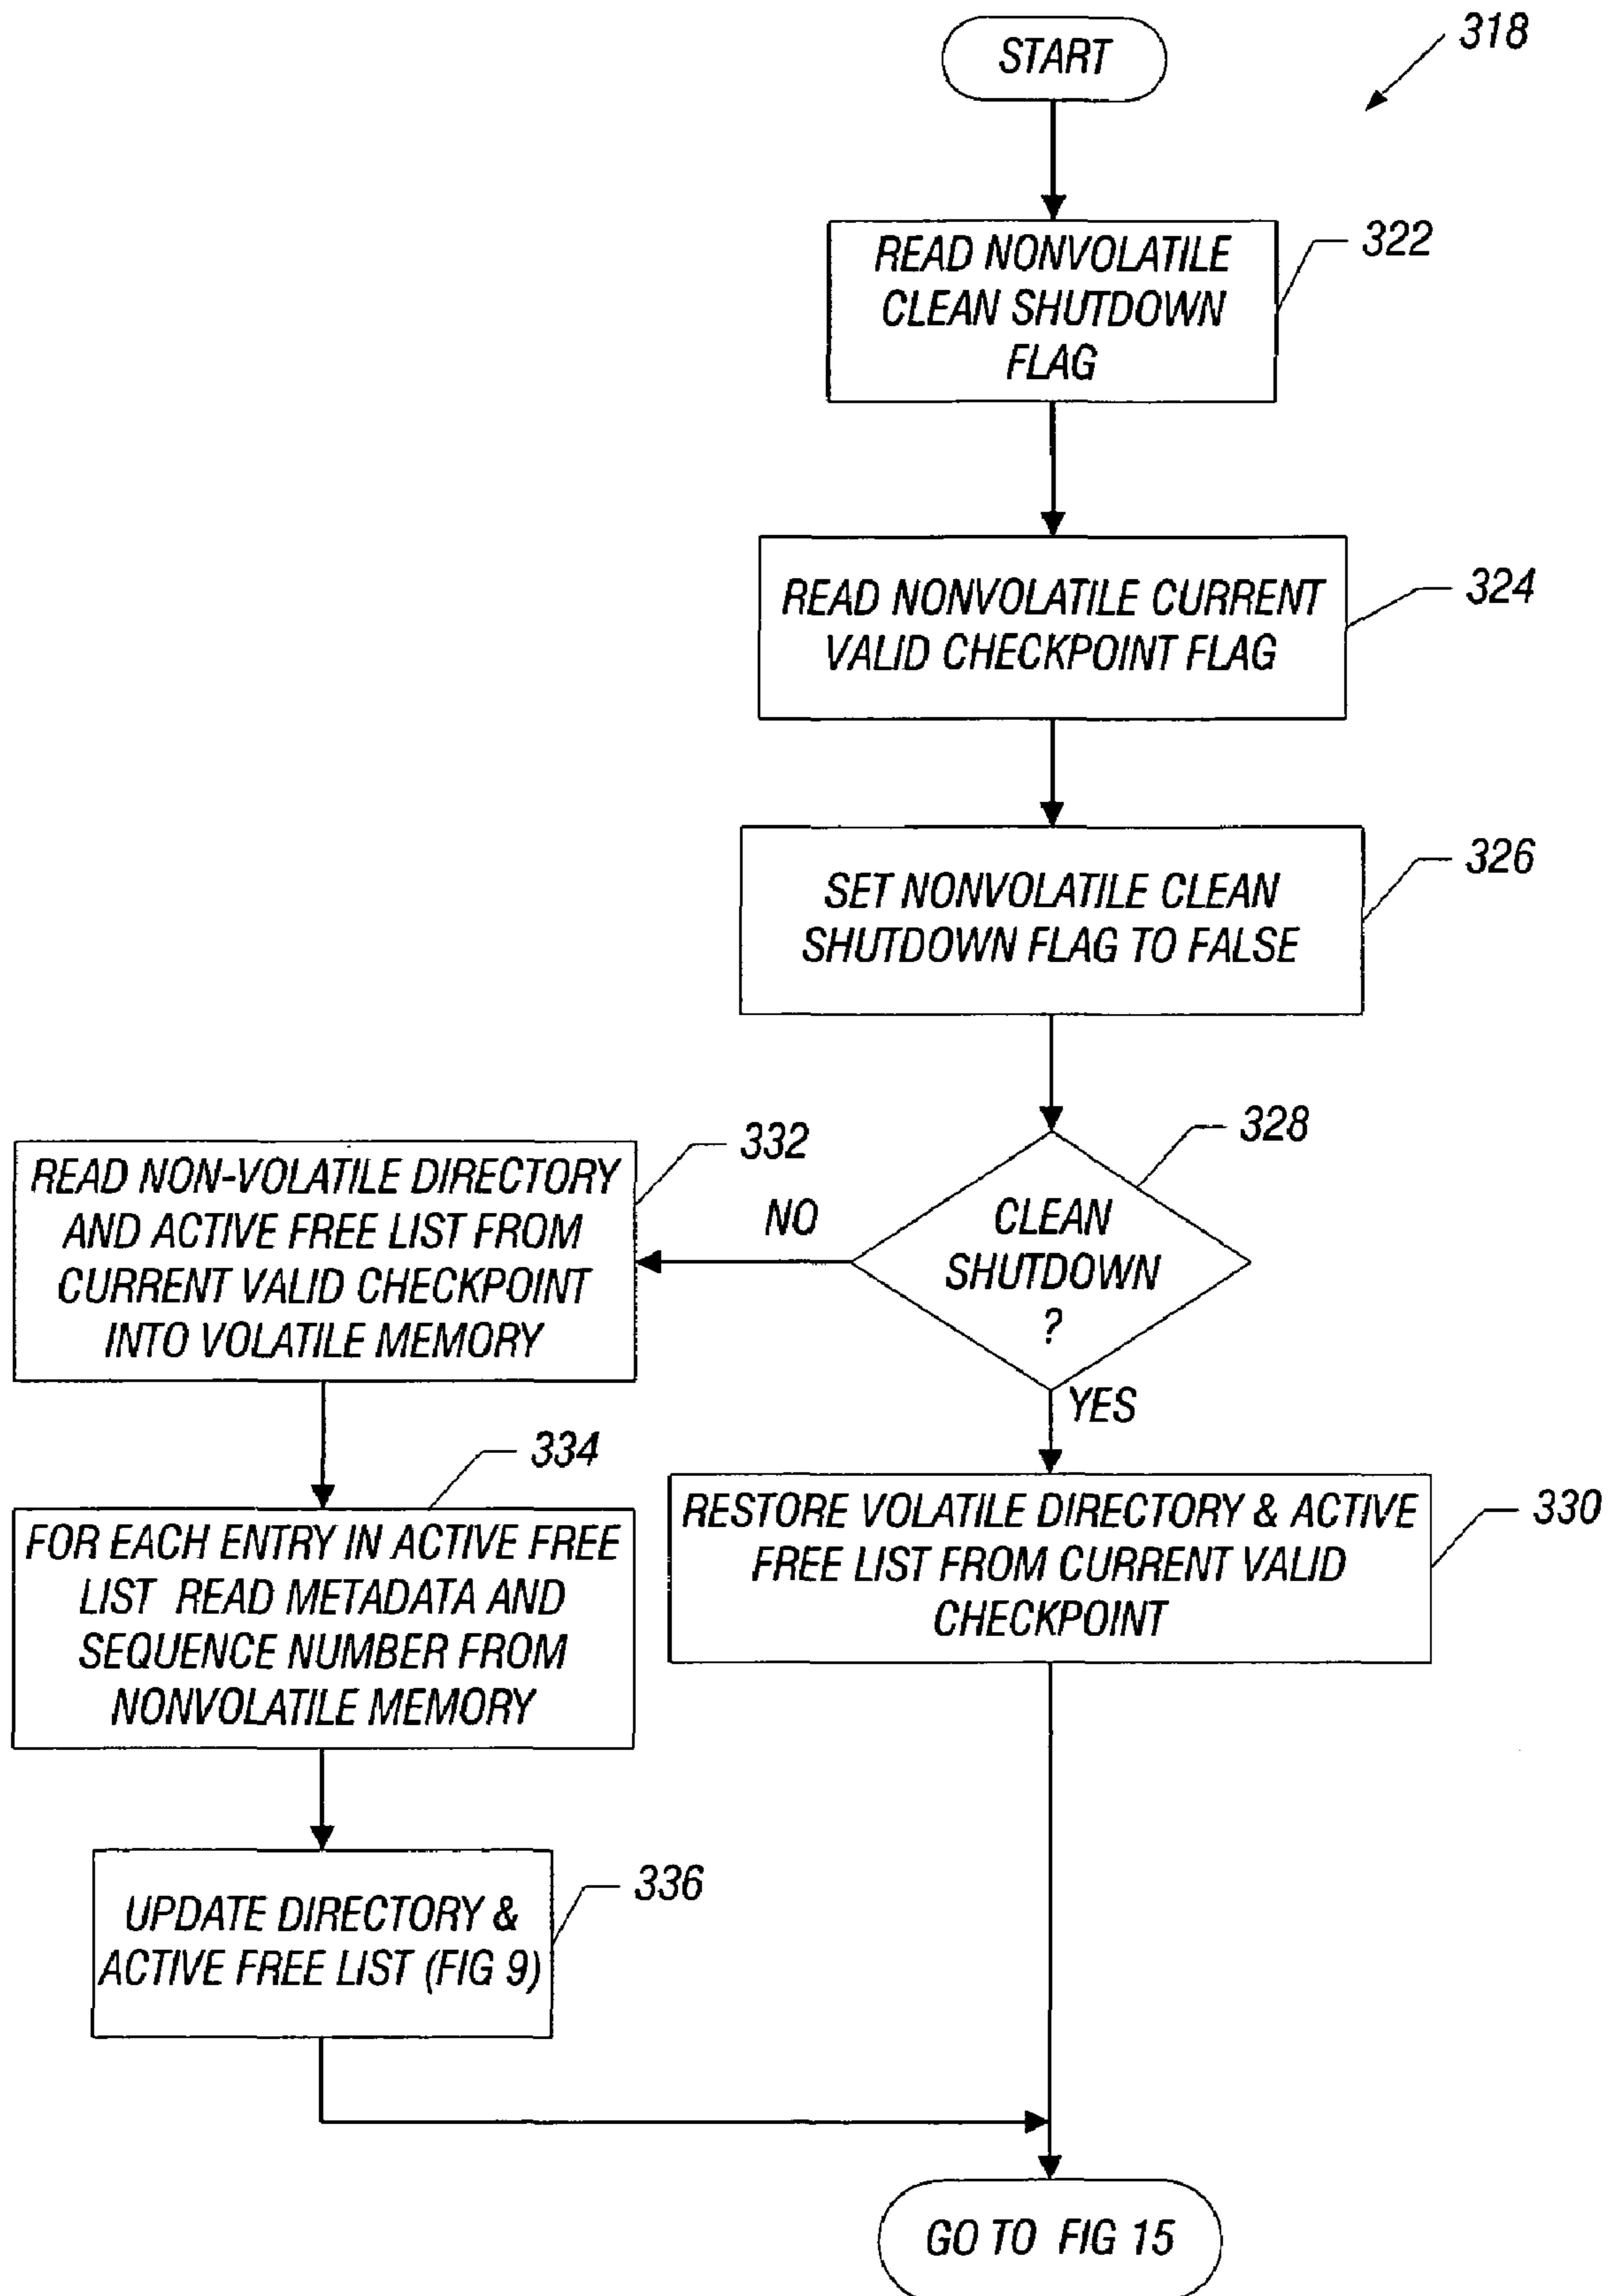 START
318
READ NONVOLATILE
CLEAN SHUTDOWN
FLAG
322
READ NONVOLATILE CURRENT
VALID CHECKPOINT FLAG
324
SET NONVOLATILE CLEAN
SHUTDOWN FLAG TO FALSE
326
CLEAN
SHUTDOWN
?
328
NO
YES
READ NON-VOLATILE DIRECTORY
AND ACTIVE FREE LIST FROM
CURRENT VALID CHECKPOINT
INTO VOLATILE MEMORY
332
FOR EACH ENTRY IN ACTIVE FREE
LIST READ METADATA AND
SEQUENCE NUMBER FROM
NONVOLATILE MEMORY
334
RESTORE VOLATILE DIRECTORY & ACTIVE
FREE LIST FROM CURRENT VALID
CHECKPOINT
330
UPDATE DIRECTORY &
ACTIVE FREE LIST (FIG 9)
336
GO TO FIG 15